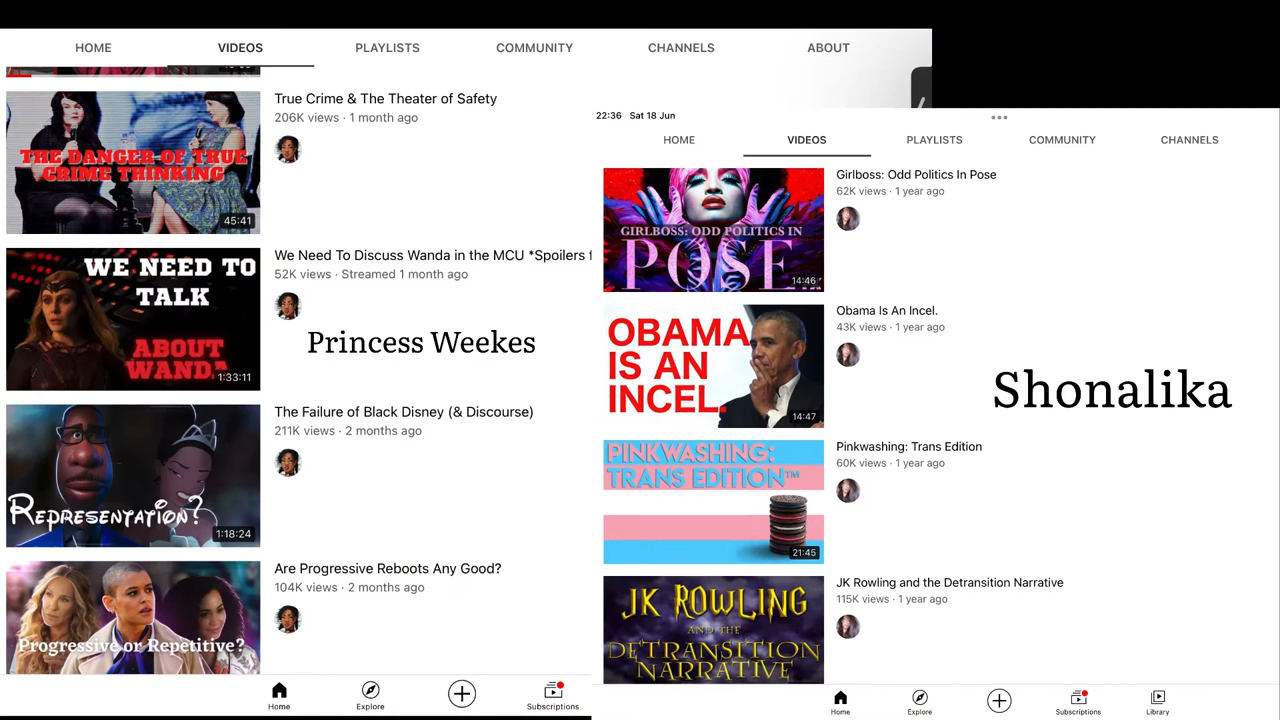 HOME VIDEOS PLAYLISTS COMMUNITY CHANNELS ABOUT
True Crime & The Theater of Safety
206K views · 1 month ago
THE DANGER OF TRUE
CRIME THINKING
45:41
We Need To Discuss Wanda in the MCU *Spoilers
52K views · Streamed 1 month ago
WE NEED TO
TALK
ABOUT
WANDA
1:33:11
Princess Weekes
The Failure of Black Disney (& Discourse)
211K views · 2 months ago
REPRESENTATION?
1:18:24
Are Progressive Reboots Any Good?
104K views · 2 months ago
Progressive or Repetitive?
Home Explore Subscriptions
22:36 Sat 18 Jun
HOME VIDEOS PLAYLISTS COMMUNITY CHANNELS
Girlboss: Odd Politics In Pose
62K views · 1 year ago
GIRLBOSS: ODD POLITICS IN
POSE
14:46
Obama Is An Incel.
43K views · 1 year ago
OBAMA
IS AN
INCEL.
14:47
Shonalika
Pinkwashing: Trans Edition
60K views · 1 year ago
PINKWASHING:
TRANS EDITION™
21:45
JK Rowling and the Detransition Narrative
115K views · 1 year ago
JK ROWLING
AND THE
DETRANSITION
NARRATIVE
Home Explore Subscriptions Library